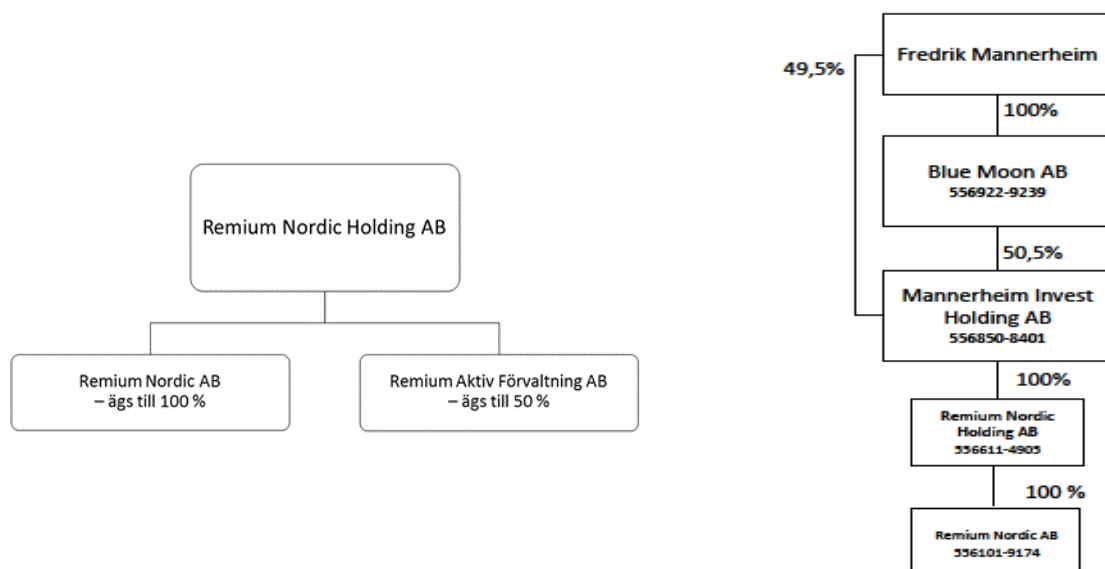 Remium Nordic Holding AB
Remium Nordic AB
– ägs till 100 %
Remium Aktiv Förvaltning AB
– ägs till 50 %
49,5%
Fredrik Mannerheim
100%
Blue Moon AB
556922-9239
50,5%
Mannerheim Invest
Holding AB
556850-8401
100%
Remium Nordic
Holding AB
556611-4905
100 %
Remium Nordic AB
556101-9174